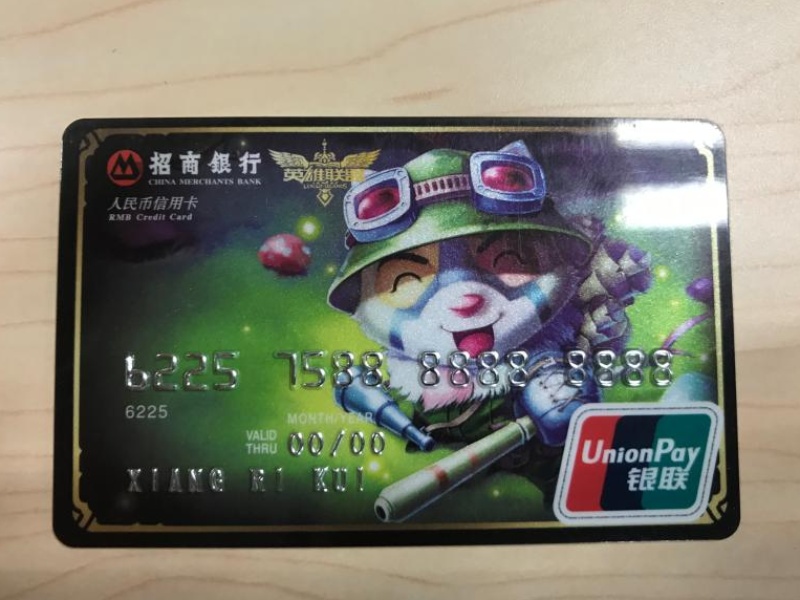 招商银行
CHINA MERCHANTS BANK
人民币信用卡
RMB Credit Card
英雄联盟
6225 7588 8888 8888
6225
MONTH/YEAR
VALID THRU 00/00
XIANG RI KUI
UnionPay
银联